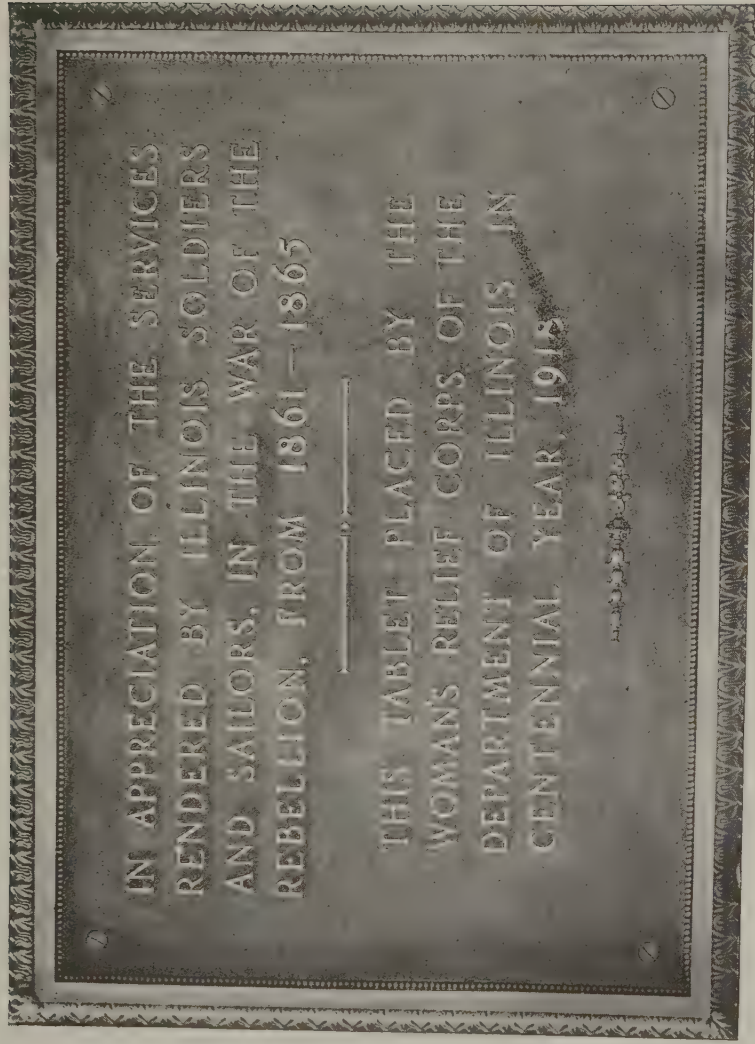 IN APPRECIATION OF THE SERVICES
RENDERED BY ILLINOIS SOLDIERS
AND SAILORS, IN THE WAR OF THE
REBELLION, FROM 1861–1865
THIS TABLET PLACED BY THE
WOMAN'S RELIEF CORPS OF THE
DEPARTMENT OF ILLINOIS IN
CENTENNIAL YEAR, 1918